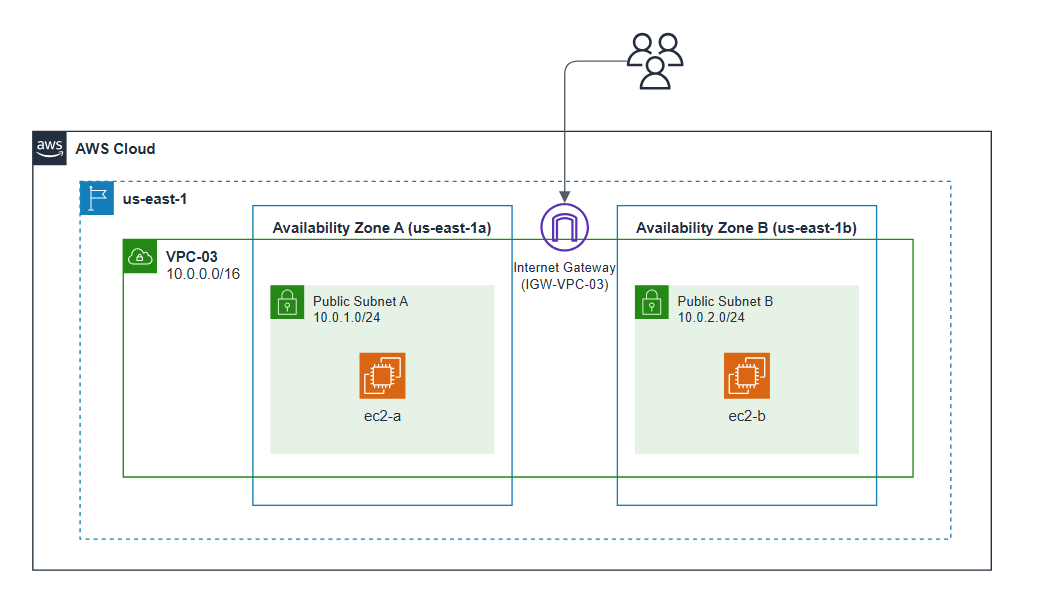 aws
AWS Cloud
us-east-1
Availability Zone A (us-east-1a)
Availability Zone B (us-east-1b)
VPC-03
10.0.0.0/16
Internet Gateway
(IGW-VPC-03)
Public Subnet A
10.0.1.0/24
Public Subnet B
10.0.2.0/24
ec2-a
ec2-b